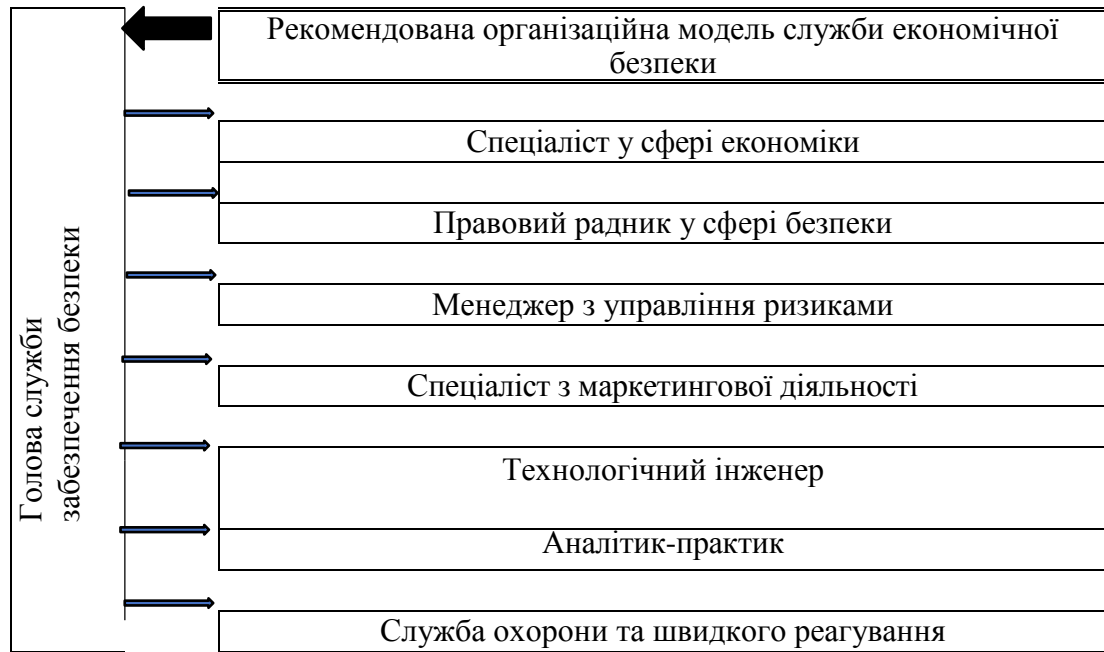 Рекомендована організаційна модель служби економічної
безпеки
Спеціаліст у сфері економіки
Правовий радник у сфері безпеки
Менеджер з управління ризиками
Спеціаліст з маркетингової діяльності
Технологічний інженер
Аналітик-практик
Служба охорони та швидкого реагування
Голова служби
забезпечення безпеки